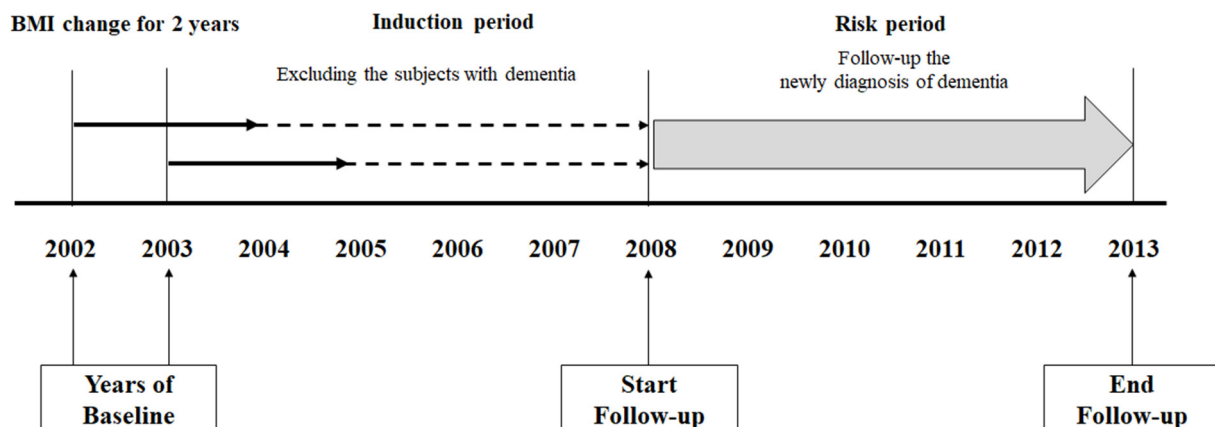 BMI change for 2 years
Induction period
Risk period
Excluding the subjects with dementia
Follow-up the
newly diagnosis of dementia
2002 2003 2004 2005 2006 2007 2008 2009 2010 2011 2012 2013
Years of
Baseline
Start
Follow-up
End
Follow-up